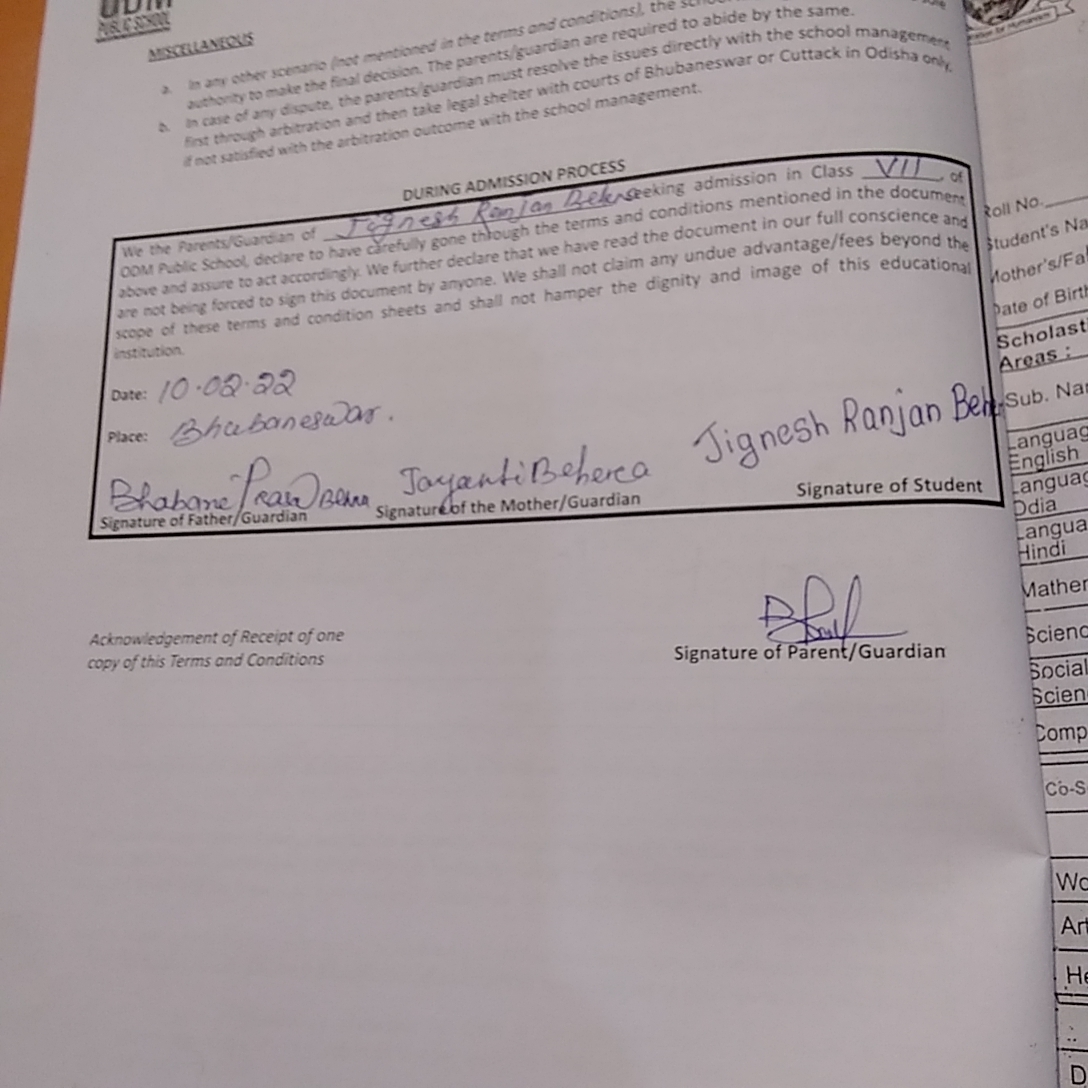 ODM
PUBLIC SCHOOL
MISCELLANEOUS
a. In any other scenario (not mentioned in the terms and conditions), the
authority to make the final decision. The parents/guardian are required to abide by the same.
b. In case of any dispute, the parents/guardian must resolve the issues directly with the school management
first through arbitration and then take legal shelter with courts of Bhubaneswar or Cuttack in Odisha only,
if not satisfied with the arbitration outcome with the school management.
DURING ADMISSION PROCESS
We the Parents/Guardian of Jignesh Ranjan seeking admission in Class VII, of
ODM Public School, declare to have carefully gone through the terms and conditions mentioned in the document
above and assure to act accordingly. We further declare that we have read the document in our full conscience and
are not being forced to sign this document by anyone. We shall not claim any undue advantage/fees beyond the
scope of these terms and condition sheets and shall not hamper the dignity and image of this educational
institution.
Date: 10.02.22
Place: Bhubaneswar.
Jayanti Beherea Jignesh Ranjan
Signature of Father/Guardian Signature of the Mother/Guardian Signature of Student
Acknowledgement of Receipt of one
copy of this Terms and Conditions
Signature of Parent/Guardian
Roll No.
Student's Na
Mother's/Fa
Date of Birth
Scholast
Areas :
Sub. Nam
Languag
English
Languag
Odia
Langua
Hindi
Mather
Scienc
Social
Scien
Comp
Co-S
Wo
Art
He
D